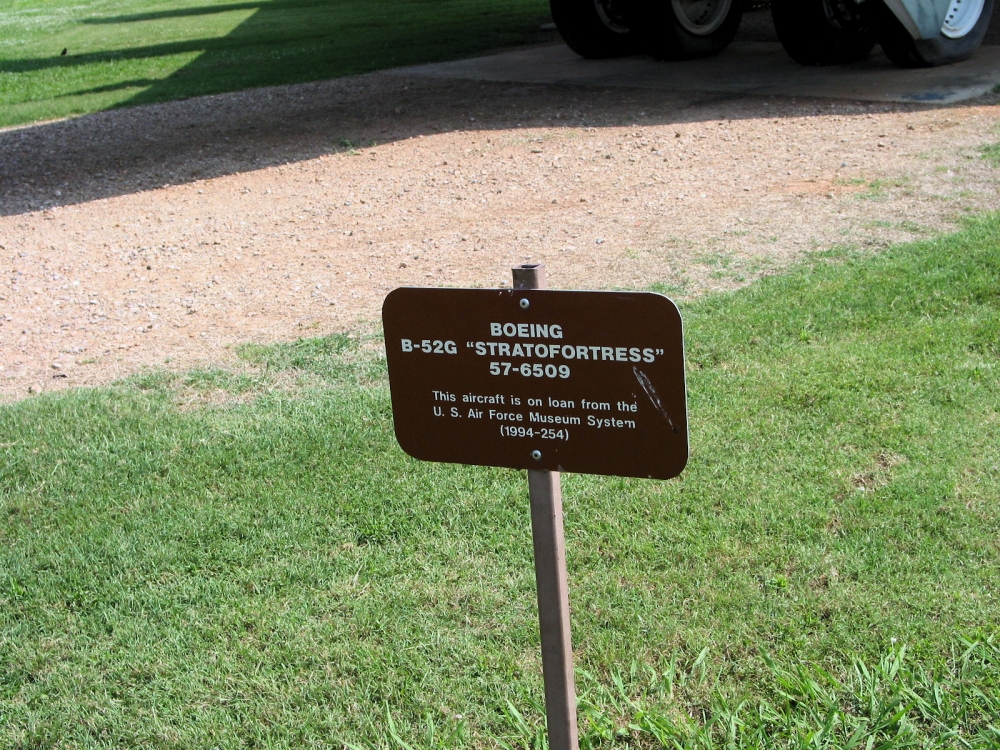 BOEING
B-52G "STRATOFORTRESS"
57-6509
This aircraft is on loan from the
U. S. Air Force Museum System
(1994-254)